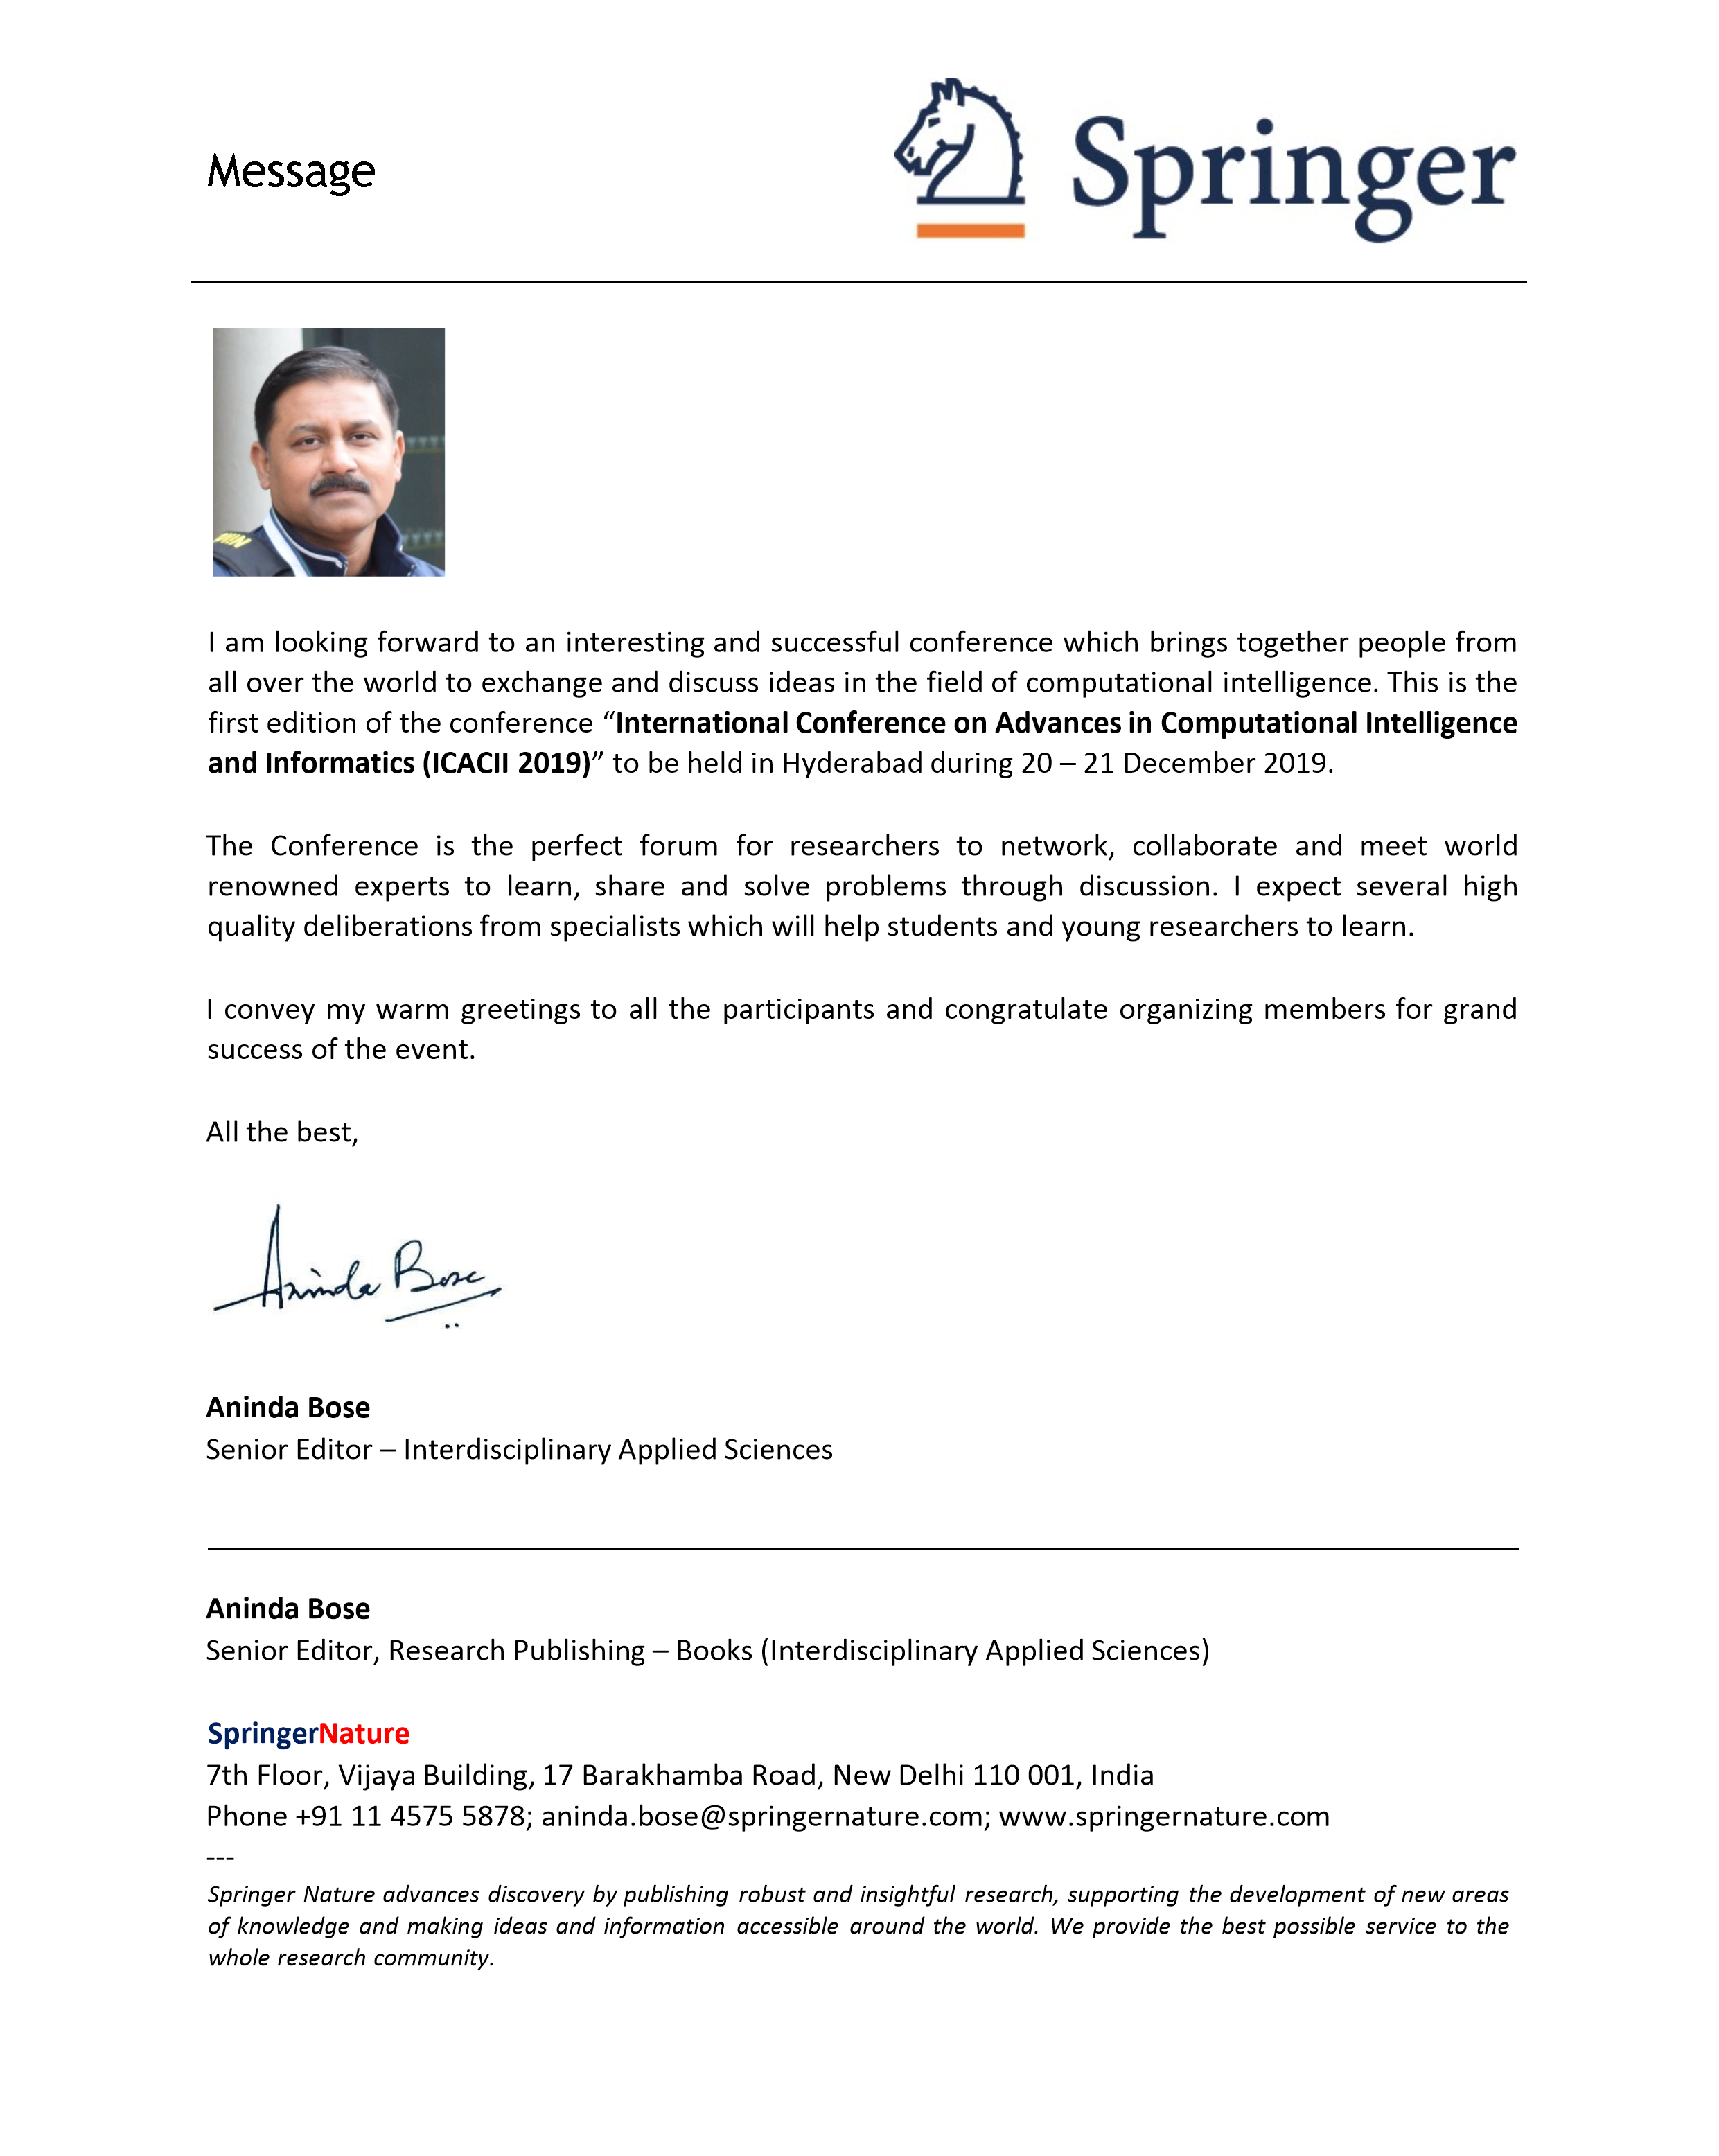 Message
Springer
I am looking forward to an interesting and successful conference which brings together people from
all over the world to exchange and discuss ideas in the field of computational intelligence. This is the
first edition of the conference “International Conference on Advances in Computational Intelligence
and Informatics (ICACII 2019)” to be held in Hyderabad during 20 – 21 December 2019.
The Conference is the perfect forum for researchers to network, collaborate and meet world
renowned experts to learn, share and solve problems through discussion. I expect several high
quality deliberations from specialists which will help students and young researchers to learn.
I convey my warm greetings to all the participants and congratulate organizing members for grand
success of the event.
All the best,
Aninda Bose
Aninda Bose
Senior Editor – Interdisciplinary Applied Sciences
Aninda Bose
Senior Editor, Research Publishing – Books (Interdisciplinary Applied Sciences)
SpringerNature
7th Floor, Vijaya Building, 17 Barakhamba Road, New Delhi 110 001, India
Phone +91 11 4575 5878; aninda.bose@springernature.com; www.springernature.com
---
Springer Nature advances discovery by publishing robust and insightful research, supporting the development of new areas
of knowledge and making ideas and information accessible around the world. We provide the best possible service to the
whole research community.